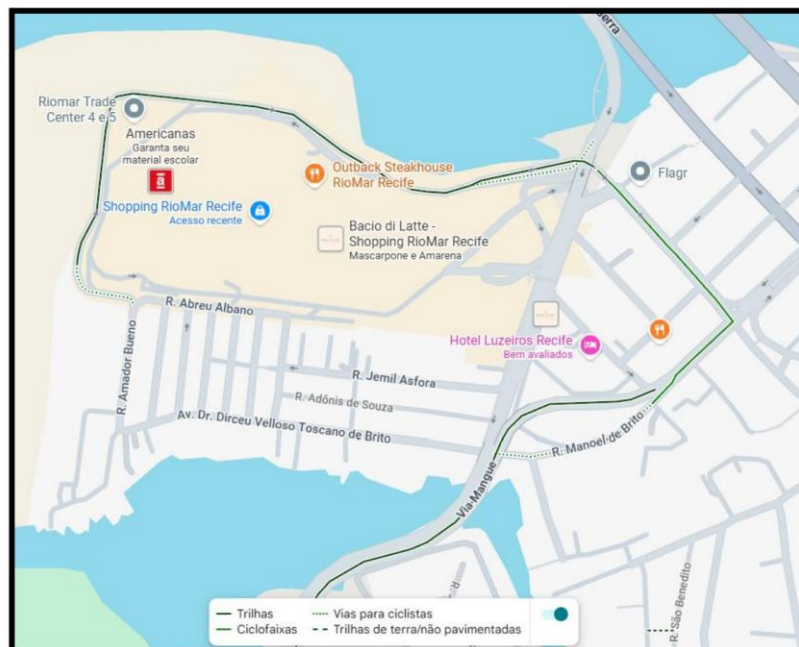 Riomar Trade
Center 4 e 5
Americanas
Garanta seu
material escolar
Outback Steakhouse
RioMar Recife
Flagr
Shopping RioMar Recife
Acesso recente
Bacio di Latte -
Shopping RioMar Recife
Mascarpone e Amarena
R. Abreu Albano
R. Amador Bueno
Hotel Luzeiros Recife
Bem avaliados
R. Jemil Asfora
R. Adônis de Souza
Av. Dr. Dirceu Velloso Toscano de Brito
R. Manoel de Brito
Via Mangue
R. São Benedito
Trilhas
Vias para ciclistas
Ciclofaixas
Trilhas de terra/não pavimentadas